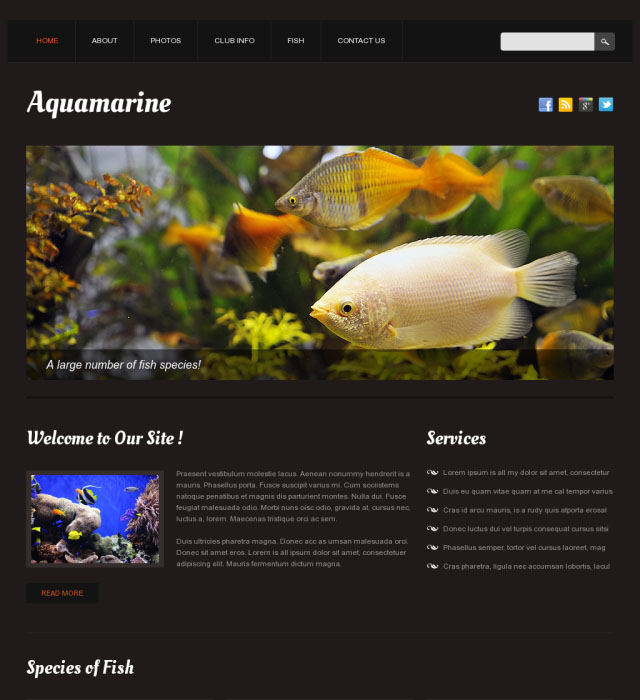 HOME ABOUT PHOTOS CLUB INFO FISH CONTACT US
Aquamarine
A large number of fish species!
Welcome to Our Site !
Praesent vestibulum molestie lacus. Aenean nonummy hendrerit is a
mauris. Phasellus porta. Fusce suscipit varius mi. Cum sociistems
natoque penatibus et magnis dis parturient montes. Nulla dui. Fusce
feugiat malesuada odio. Morbi nuns oisc odio, gravida at, cursus nec,
luctus a, lorem. Maecenas tristique orci ac sem.
Duis ultricies pharetra magna. Donec acc as umsan malesuada orci.
Donec sit amet eros. Lorem is all ipsum dolor sit amet, consectetuer
adipiscing elit. Mauris fermentum dictum magna.
READ MORE
Services
Lorem ipsum is all my dolor sit amet, consectetur
Duis eu quam vitae quam at me cal tempor varius
Cras id arcu mauris, is a rudy quis alporta erosal
Donec luctus dui vel turpis consequat cursus sitsi
Phasellus semper, tortor vel cursus laoreet, mag
Cras pharetra, ligula nec accumsan lobortis, lacul
Species of Fish